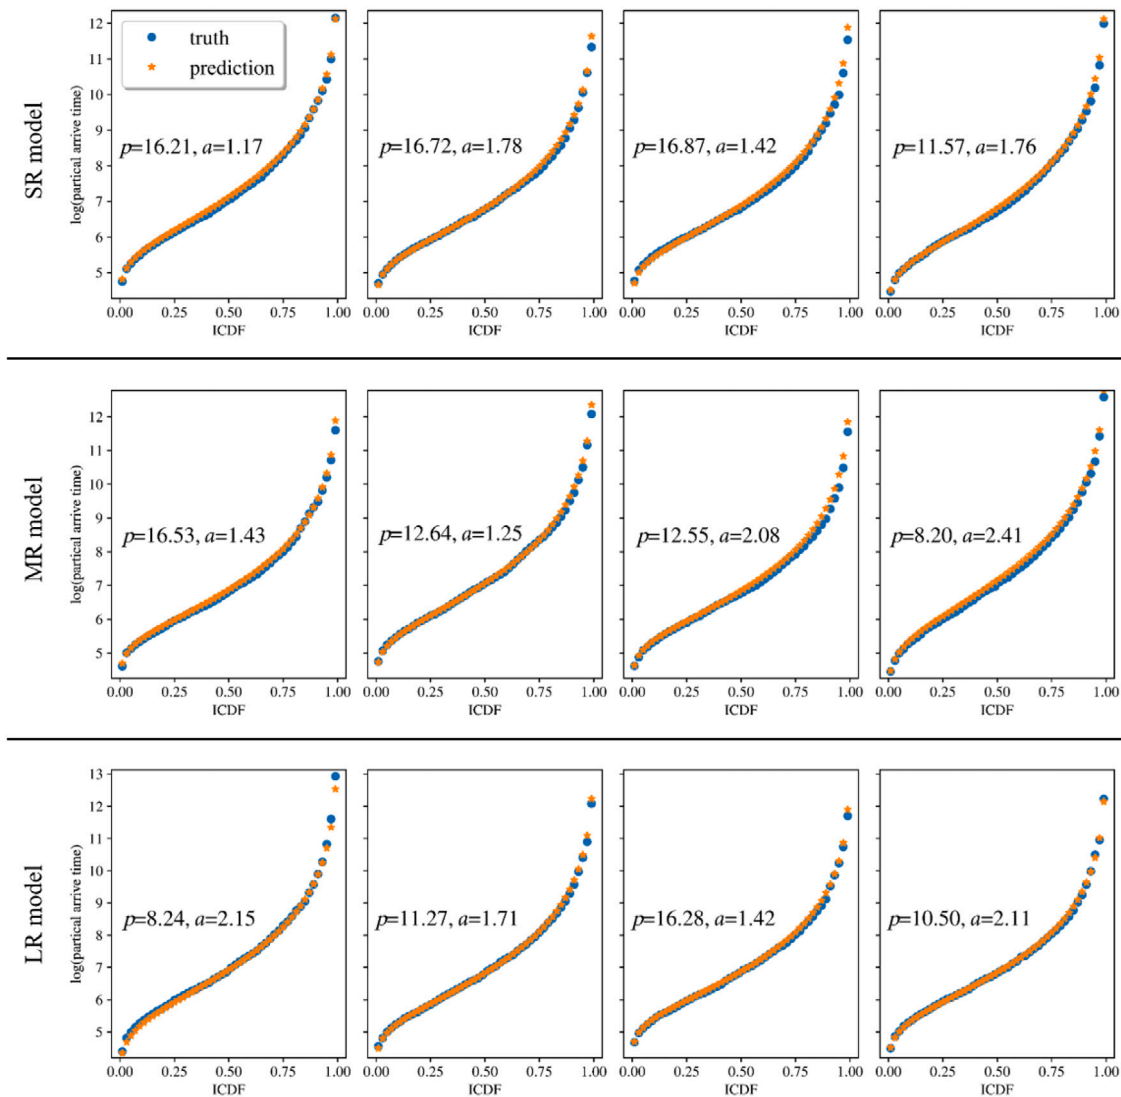 SR model
log(partial arrive time)
12
11
10
9
8
7
6
5
truth
prediction
p=16.21, a=1.17
p=16.72, a=1.78
p=16.87, a=1.42
p=11.57, a=1.76
0.00 0.25 0.50 0.75 1.00
ICDF
0.00 0.25 0.50 0.75 1.00
ICDF
0.00 0.25 0.50 0.75 1.00
ICDF
0.00 0.25 0.50 0.75 1.00
ICDF
MR model
log(partial arrive time)
12
11
10
9
8
7
6
5
p=16.53, a=1.43
p=12.64, a=1.25
p=12.55, a=2.08
p=8.20, a=2.41
0.00 0.25 0.50 0.75 1.00
ICDF
0.00 0.25 0.50 0.75 1.00
ICDF
0.00 0.25 0.50 0.75 1.00
ICDF
0.00 0.25 0.50 0.75 1.00
ICDF
LR model
log(partial arrive time)
13
12
11
10
9
8
7
6
5
p=8.24, a=2.15
p=11.27, a=1.71
p=16.28, a=1.42
p=10.50, a=2.11
0.00 0.25 0.50 0.75 1.00
ICDF
0.00 0.25 0.50 0.75 1.00
ICDF
0.00 0.25 0.50 0.75 1.00
ICDF
0.00 0.25 0.50 0.75 1.00
ICDF